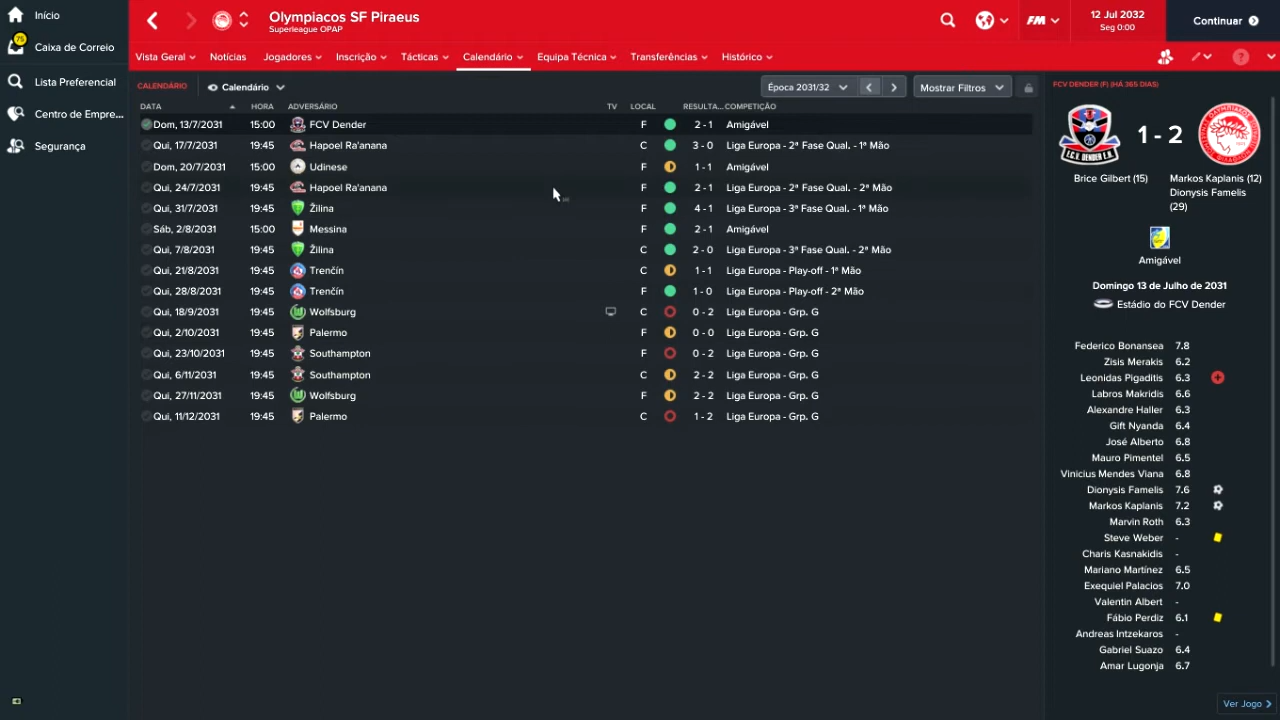 Início
75
Caixa de Correio
Lista Preferencial
Centro de Empre...
Segurança
Olympiacos SF Piraeus
Superleague OPAP
FM
12 Jul 2032
Seg 0:00
Continuar
Vista Geral
Notícias
Jogadores
Inscrição
Tácticas
Calendário
Equipa Técnica
Transferências
Histórico
?
CALENDÁRIO
Calendário
Época 2031/32
Mostrar Filtros
DATA HORA ADVERSÁRIO TV LOCAL RESULTA... COMPETIÇÃO
Dom, 13/7/2031 15:00 FCV Dender F 2 - 1 Amigável
Qui, 17/7/2031 19:45 Hapoel Ra'anana C 3 - 0 Liga Europa - 2ª Fase Qual. - 1ª Mão
Dom, 20/7/2031 15:00 Udinese F 1 - 1 Amigável
Qui, 24/7/2031 19:45 Hapoel Ra'anana F 2 - 1 Liga Europa - 2ª Fase Qual. - 2ª Mão
Qui, 31/7/2031 19:45 Žilina F 4 - 1 Liga Europa - 3ª Fase Qual. - 1ª Mão
Sáb, 2/8/2031 15:00 Messina F 2 - 1 Amigável
Qui, 7/8/2031 19:45 Žilina C 2 - 0 Liga Europa - 3ª Fase Qual. - 2ª Mão
Qui, 21/8/2031 19:45 Trenčín C 1 - 1 Liga Europa - Play-off - 1ª Mão
Qui, 28/8/2031 19:45 Trenčín F 1 - 0 Liga Europa - Play-off - 2ª Mão
Qui, 18/9/2031 19:45 Wolfsburg C 0 - 2 Liga Europa - Grp. G
Qui, 2/10/2031 19:45 Palermo F 0 - 0 Liga Europa - Grp. G
Qui, 23/10/2031 19:45 Southampton F 0 - 2 Liga Europa - Grp. G
Qui, 6/11/2031 19:45 Southampton C 2 - 2 Liga Europa - Grp. G
Qui, 27/11/2031 19:45 Wolfsburg F 2 - 2 Liga Europa - Grp. G
Qui, 11/12/2031 19:45 Palermo C 1 - 2 Liga Europa - Grp. G
FCV DENDER (F) (HÁ 365 DIAS)
1 - 2
Brice Gilbert (15)
Markos Kaplanis (12)
Dionysis Famelis
(29)
Amigável
Domingo 13 de Julho de 2031
Estádio do FCV Dender
Federico Bonansea 7.8
Zisis Merakis 6.2
Leonidas Pigaditis 6.3
Labros Makridis 6.6
Alexandre Haller 6.3
Gift Nyanda 6.4
José Alberto 6.8
Mauro Pimentel 6.5
Vinicius Mendes Viana 6.8
Dionysis Famelis 7.6
Markos Kaplanis 7.2
Marvin Roth 6.3
Steve Weber -
Charis Kasnakidis -
Mariano Martínez 6.5
Exequiel Palacios 7.0
Valentin Albert -
Fábio Perdiz 6.1
Andreas Intzekaros -
Gabriel Suazo 6.4
Amar Lugonja 6.7
Ver Jogo